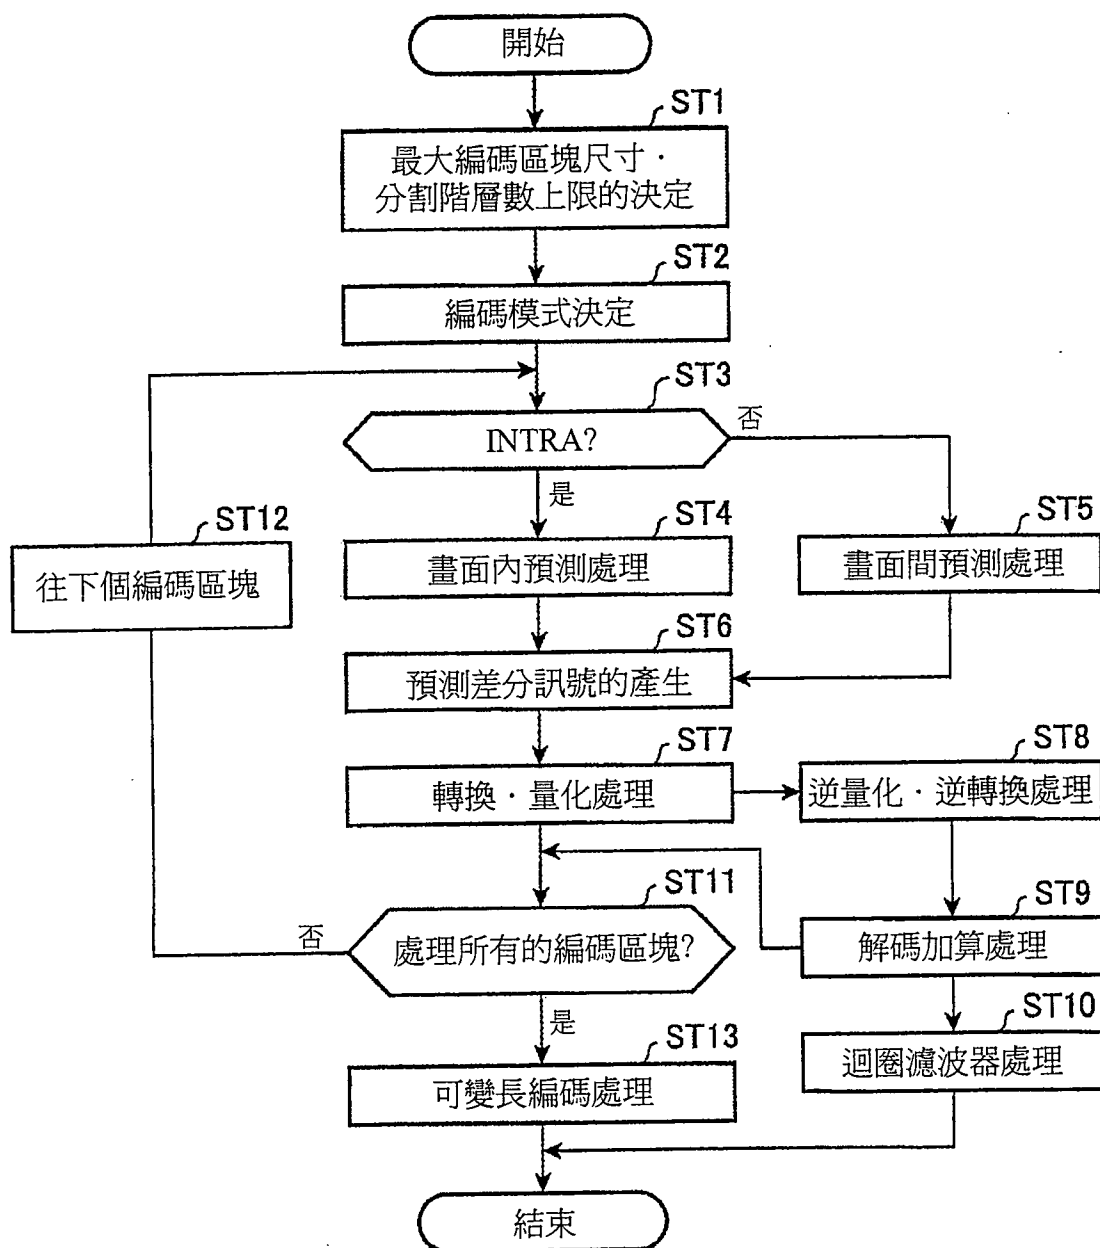 開始
ST1
最大編碼區塊尺寸·
分割階層數上限的決定
ST2
編碼模式決定
ST3
INTRA?
否
是
ST4
畫面內預測處理
ST5
畫面間預測處理
ST12
往下個編碼區塊
ST6
預測差分訊號的產生
ST7
轉換·量化處理
ST8
逆量化·逆轉換處理
ST11
處理所有的編碼區塊?
否
是
ST9
解碼加算處理
ST10
迴圈濾波器處理
ST13
可變長編碼處理
結束